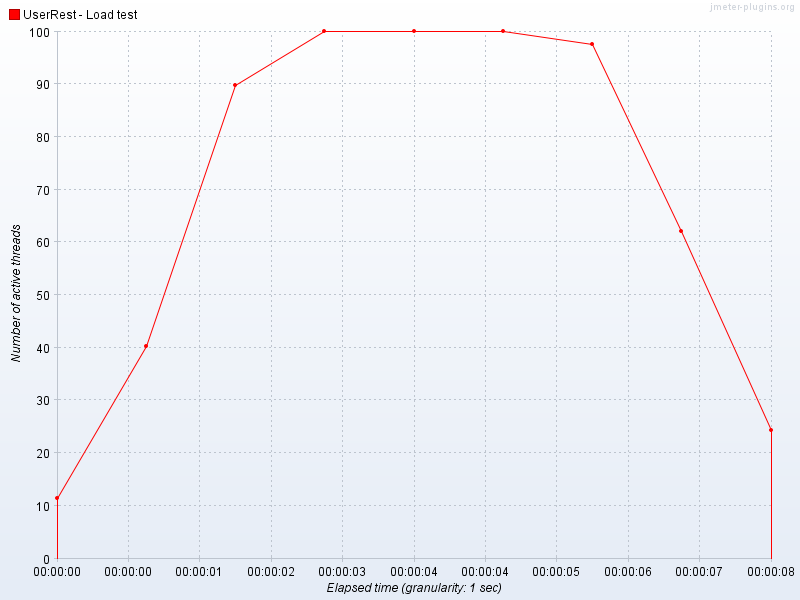 jmeter-plugins.org
UserRest - Load test
100
90
80
70
60
50
40
30
20
10
0
Number of active threads
00:00:00 00:00:00 00:00:01 00:00:02 00:00:03 00:00:04 00:00:04 00:00:05 00:00:06 00:00:07 00:00:08
Elapsed time (granularity: 1 sec)